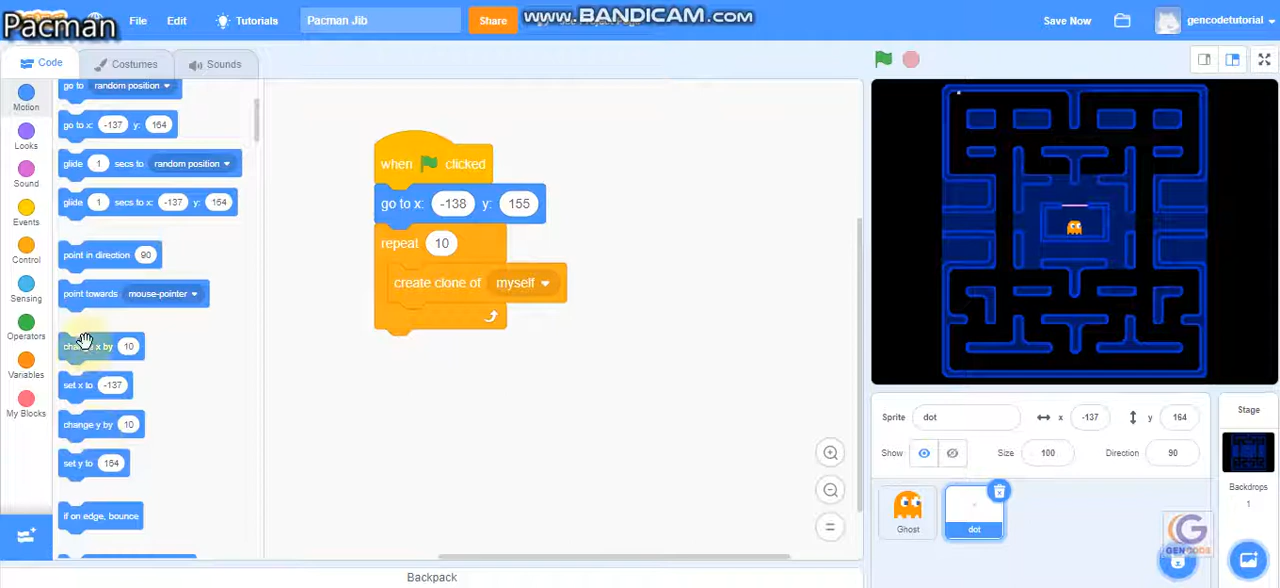 Pacman
File Edit Tutorials Pacman Jib Share
www.BANDICAM.com
Save Now gencodetutorial
Code Costumes Sounds
Motion
Looks
Sound
Events
Control
Sensing
Operators
Variables
My Blocks
go to random position
go to x: -137 y: 164
glide 1 secs to random position
glide 1 secs to x: -137 y: 164
point in direction 90
point towards mouse-pointer
change x by 10
set x to -137
change y by 10
set y to 164
if on edge, bounce
when clicked
go to x: -138 y: 155
repeat 10
create clone of myself
Sprite dot x -137 y 164
Show: Size 100 Direction 90
Ghost
dot
Stage
Backdrops
1
GENCODE
Backpack